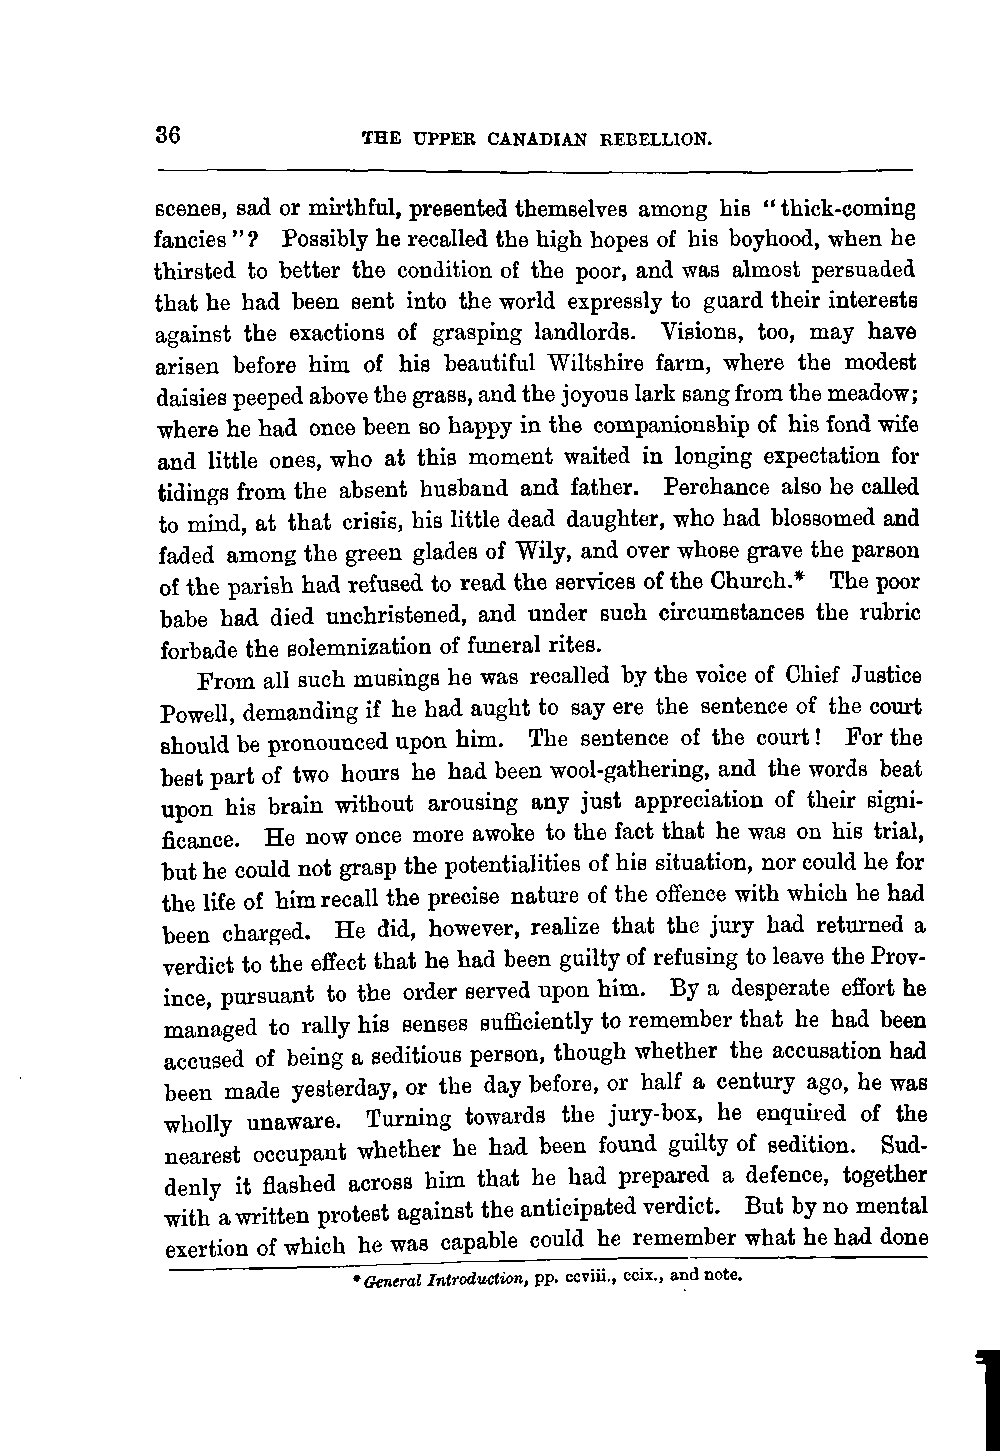 36 THE UPPER CANADIAN REBELLION.
scenes, sad or mirthful, presented themselves among his “thick-coming
fancies”? Possibly he recalled the high hopes of his boyhood, when he
thirsted to better the condition of the poor, and was almost persuaded
that he had been sent into the world expressly to guard their interests
against the exactions of grasping landlords. Visions, too, may have
arisen before him of his beautiful Wiltshire farm, where the modest
daisies peeped above the grass, and the joyous lark sang from the meadow;
where he had once been so happy in the companionship of his fond wife
and little ones, who at this moment waited in longing expectation for
tidings from the absent husband and father. Perchance also he called
to mind, at that crisis, his little dead daughter, who had blossomed and
faded among the green glades of Wily, and over whose grave the parson
of the parish had refused to read the services of the Church.* The poor
babe had died unchristened, and under such circumstances the rubric
forbade the solemnization of funeral rites.
From all such musings he was recalled by the voice of Chief Justice
Powell, demanding if he had aught to say ere the sentence of the court
should be pronounced upon him. The sentence of the court! For the
best part of two hours he had been wool-gathering, and the words beat
upon his brain without arousing any just appreciation of their signi-
ficance. He now once more awoke to the fact that he was on his trial,
but he could not grasp the potentialities of his situation, nor could he for
the life of him recall the precise nature of the offence with which he had
been charged. He did, however, realize that the jury had returned a
verdict to the effect that he had been guilty of refusing to leave the Prov-
ince, pursuant to the order served upon him. By a desperate effort he
managed to rally his senses sufficiently to remember that he had been
accused of being a seditious person, though whether the accusation had
been made yesterday, or the day before, or half a century ago, he was
wholly unaware. Turning towards the jury-box, he enquired of the
nearest occupant whether he had been found guilty of sedition. Sud-
denly it flashed across him that he had prepared a defence, together
with a written protest against the anticipated verdict. But by no mental
exertion of which he was capable could he remember what he had done
* General Introduction, pp. ccviii., ccix., and note.